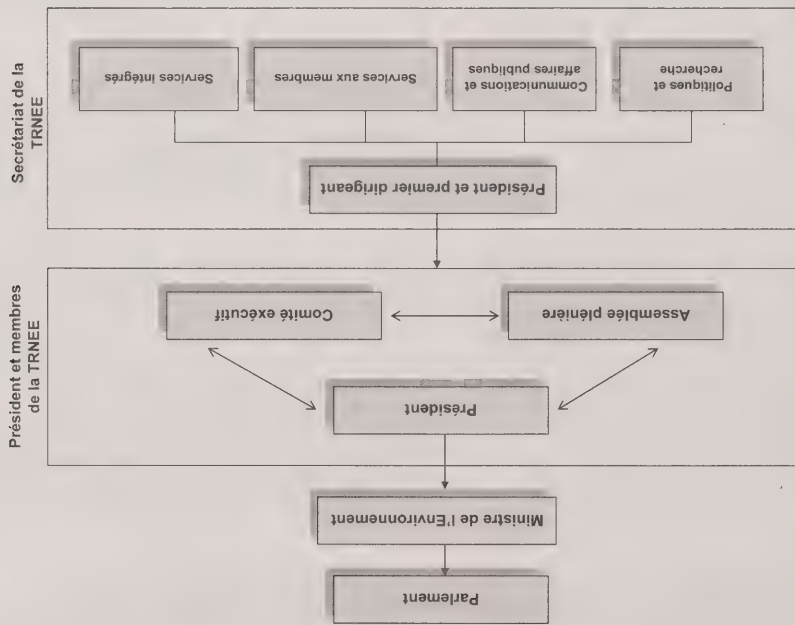 Parlement
Ministre de l'Environnement
Président et membres
de la TRNEE
Président
Assemblée plénière
Comité exécutif
Secrétariat de la
TRNEE
Président et premier dirigeant
Politiques et
recherche
Communications et
affaires publiques
Services aux membres
Services intégrés